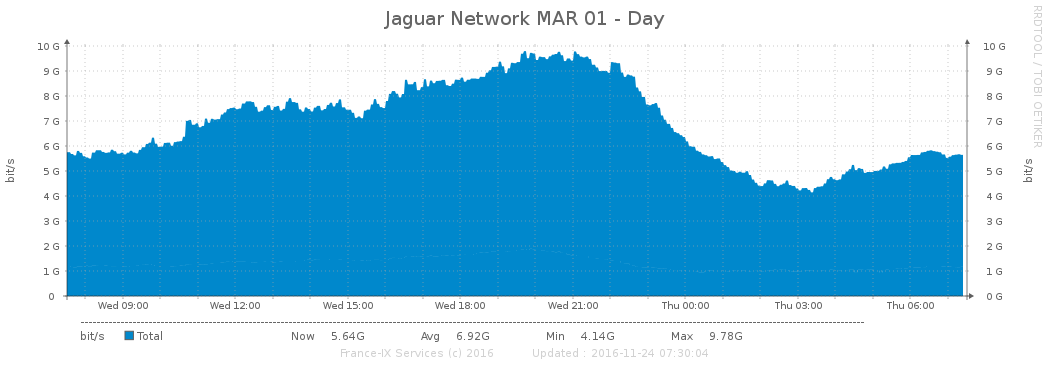 Jaguar Network MAR 01 - Day
RRDTOOL / TOBI OETIKER
bit/s
10 G
9 G
8 G
7 G
6 G
5 G
4 G
3 G
2 G
1 G
0
10 G
9 G
8 G
7 G
6 G
5 G
4 G
3 G
2 G
1 G
0 G
bit/s
Wed 09:00 Wed 12:00 Wed 15:00 Wed 18:00 Wed 21:00 Thu 00:00 Thu 03:00 Thu 06:00
bit/s Total Now 5.64G Avg 6.92G Min 4.14G Max 9.78G
France-IX Services (c) 2016 Updated : 2016-11-24 07:30:04